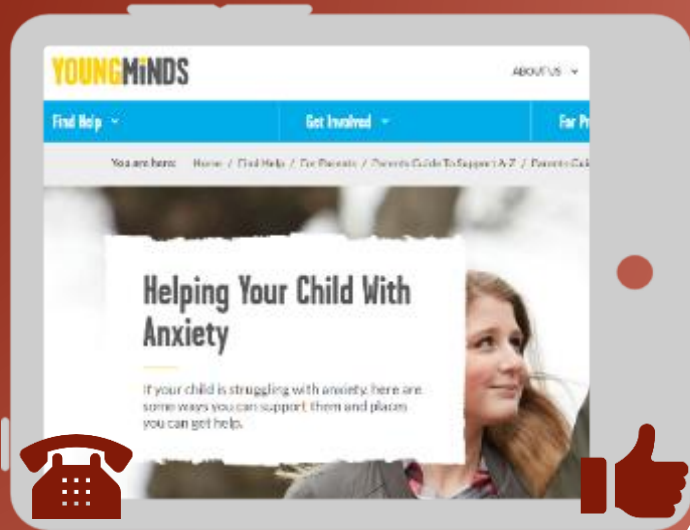 YOUNGMiNDS
ABOUT US
Find Help
Get Involved
For
You are here: Home / Find Help / For Parents / Parents Guide To Support A-Z / Parents
Helping Your Child With
Anxiety
If your child is struggling with anxiety, here are
some ways you can support them and places
you can get help.